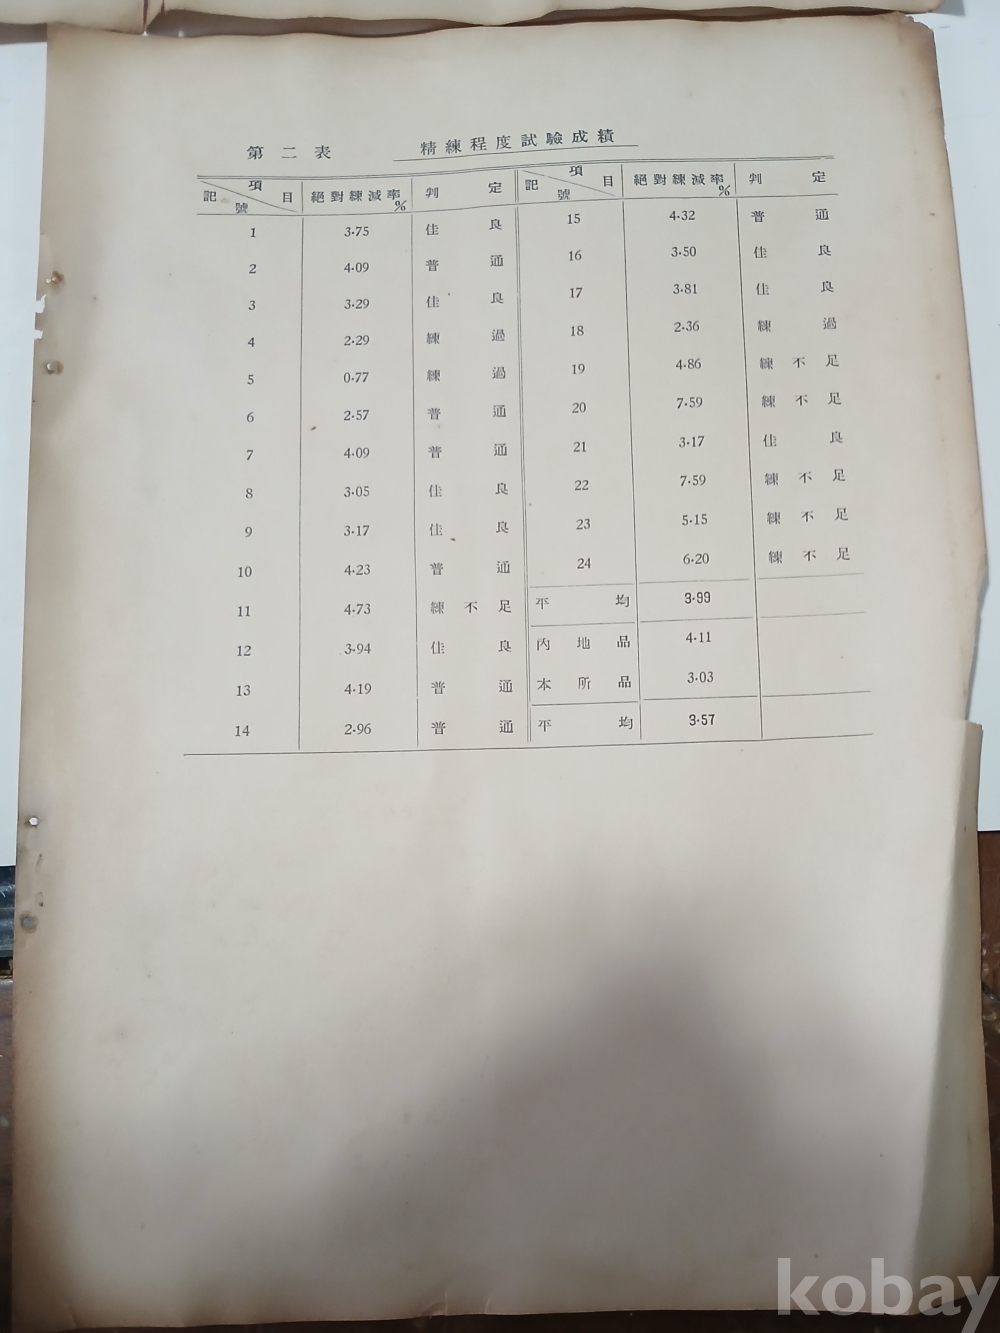 第二表 精練程度試驗成績
項目 記號 絕對練減率% 判定 項目 記號 絕對練減率% 判定
1 3.75 佳良 15 4.32 普通
2 4.09 普通 16 3.50 佳良
3 3.29 佳良 17 3.81 佳良
4 2.29 練過 18 2.36 練過
5 0.77 練過 19 4.86 練不足
6 2.57 普通 20 7.59 練不足
7 4.09 普通 21 3.17 佳良
8 3.05 佳良 22 7.59 練不足
9 3.17 佳良 23 5.15 練不足
10 4.23 普通 24 6.20 練不足
11 4.73 練不足 平均 3.99
12 3.94 佳良 內地品 4.11
13 4.19 普通 本所品 3.03
14 2.96 普通 平均 3.57
kobay